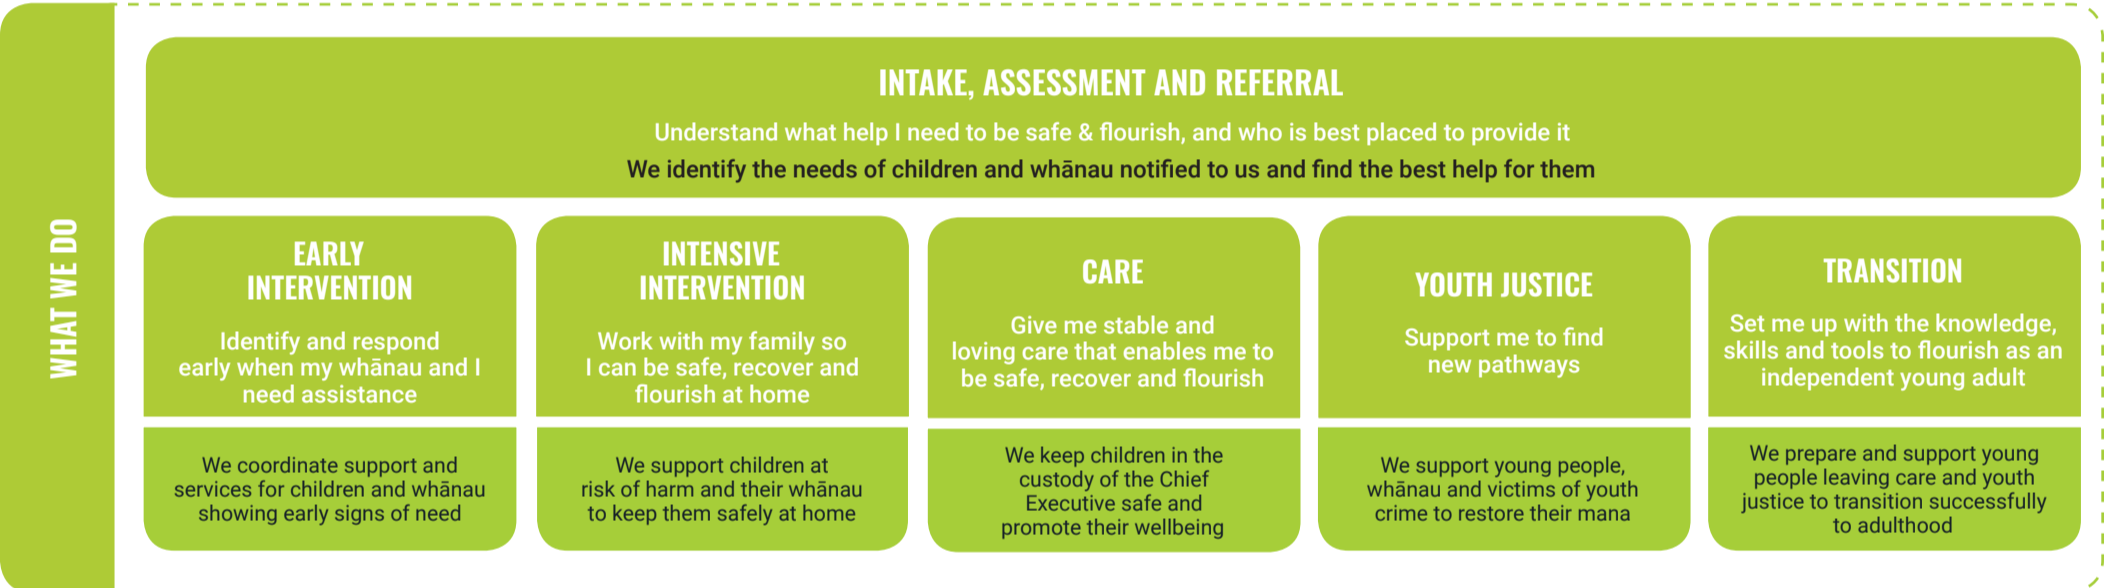 WHAT WE DO
INTAKE, ASSESSMENT AND REFERRAL
Understand what help I need to be safe & flourish, and who is best placed to provide it
We identify the needs of children and whānau notified to us and find the best help for them
EARLY
INTERVENTION
Identify and respond
early when my whānau and I
need assistance
We coordinate support and
services for children and whānau
showing early signs of need
INTENSIVE
INTERVENTION
Work with my family so
I can be safe, recover and
flourish at home
We support children at
risk of harm and their whānau
to keep them safely at home
CARE
Give me stable and
loving care that enables me to
be safe, recover and flourish
We keep children in the
custody of the Chief
Executive safe and
promote their wellbeing
YOUTH JUSTICE
Support me to find
new pathways
We support young people,
whānau and victims of youth
crime to restore their mana
TRANSITION
Set me up with the knowledge,
skills and tools to flourish as an
independent young adult
We prepare and support young
people leaving care and youth
justice to transition successfully
to adulthood